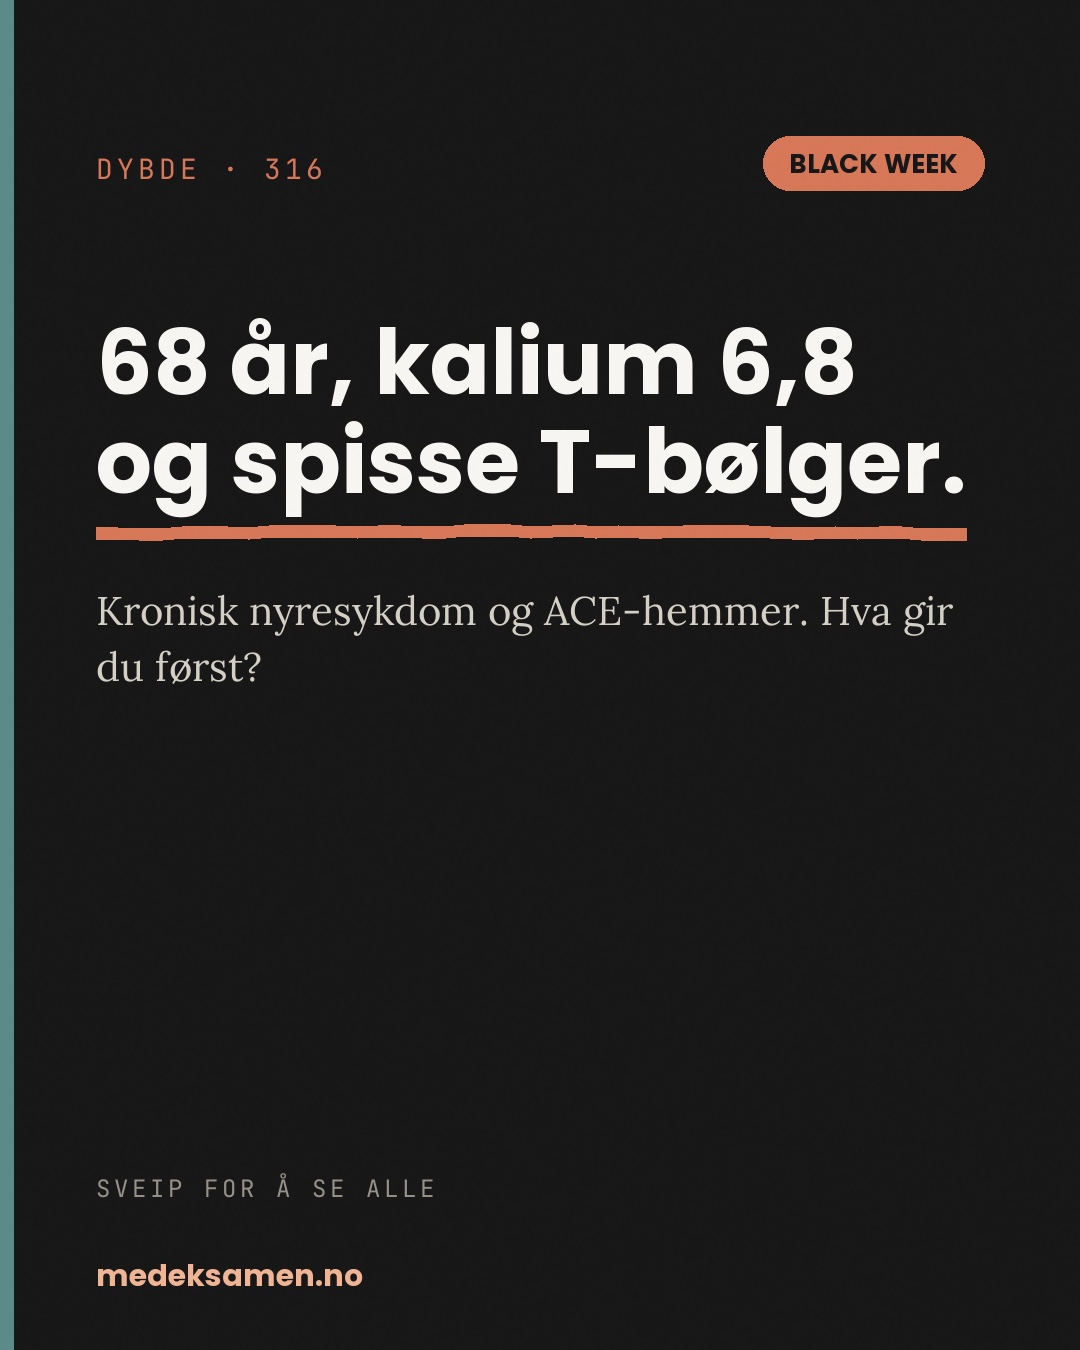 DYBDE · 316
BLACK WEEK
68 år, kalium 6,8
og spisse T-bølger.
Kronisk nyresykdom og ACE-hemmer. Hva gir
du først?
SVEIP FOR Å SE ALLE
medeksamen.no